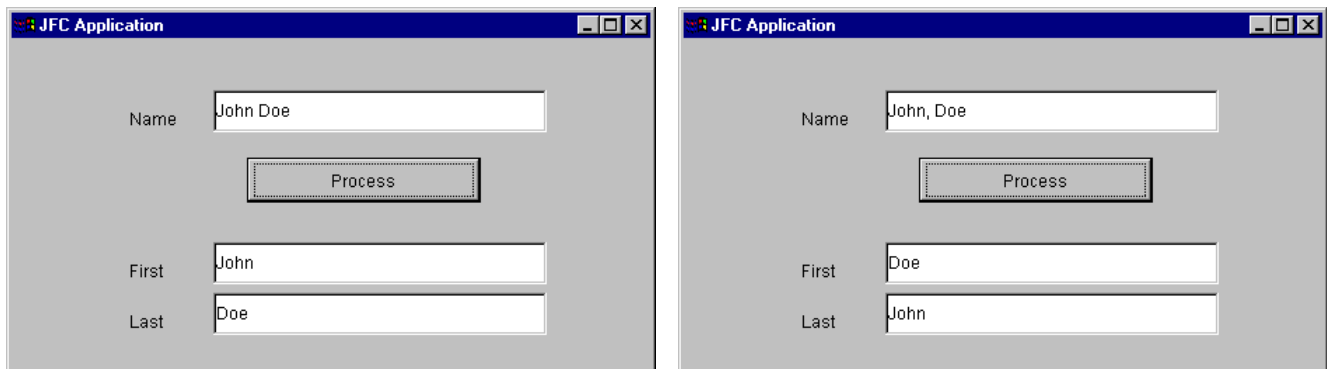 JFC Application
Name John Doe
Process
First John
Last Doe
JFC Application
Name John, Doe
Process
First Doe
Last John